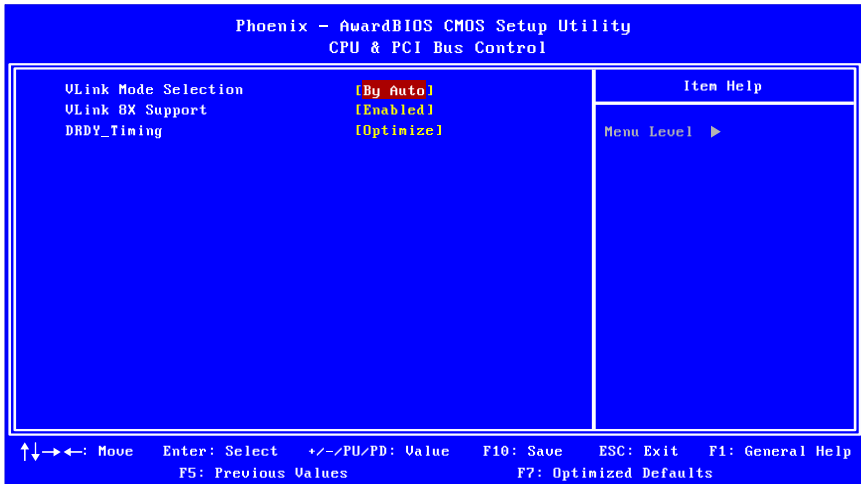 Phoenix - AwardBIOS CMOS Setup Utility
CPU & PCI Bus Control
VLink Mode Selection [By Auto]
VLink 8X Support [Enabled]
DRDY_Timing [Optimize]
Item Help
Menu Level ▶
↑↓→←: Move Enter: Select +/-/PU/PD: Value F10: Save ESC: Exit F1: General Help
F5: Previous Values F7: Optimized Defaults